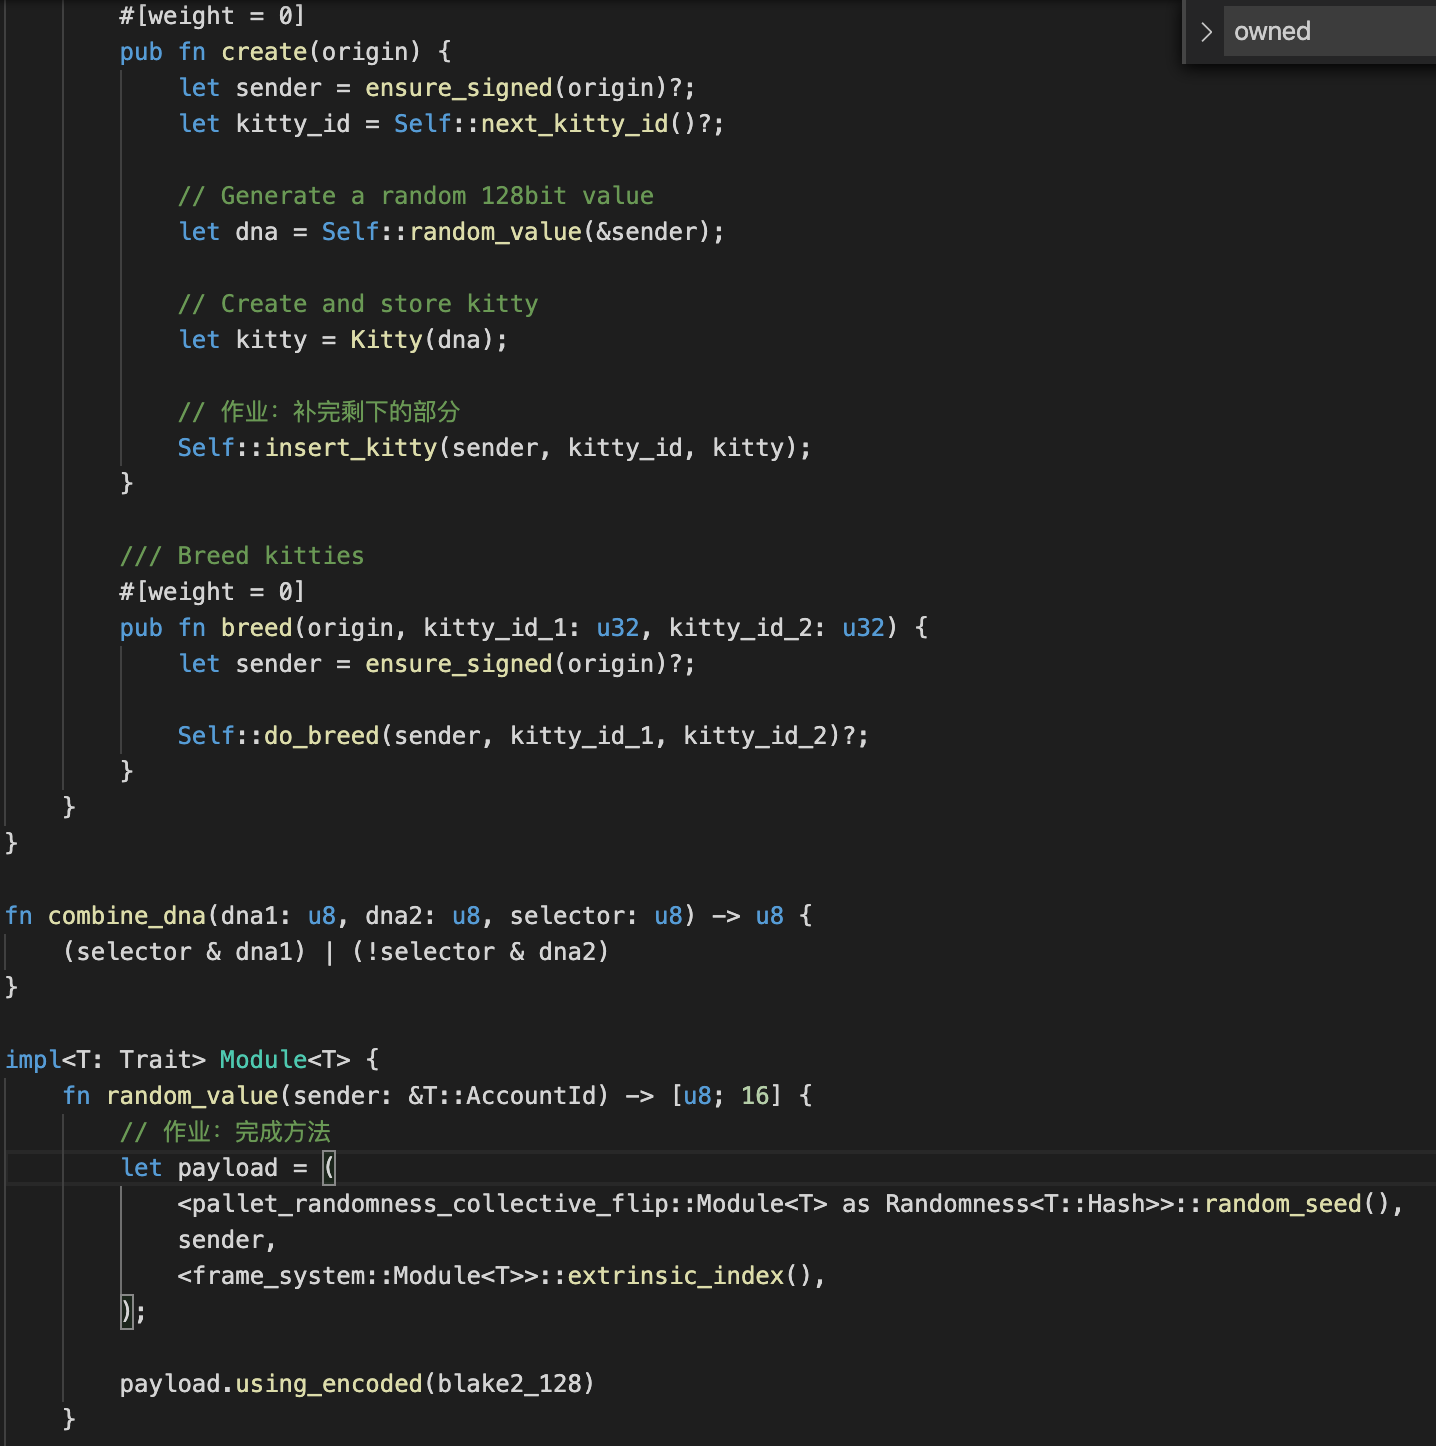 #[weight = 0]
owned
pub fn create(origin) {
let sender = ensure_signed(origin)?;
let kitty_id = Self::next_kitty_id()?;
// Generate a random 128bit value
let dna = Self::random_value(&sender);
// Create and store kitty
let kitty = Kitty(dna);
// 作业：补完剩下的部分
Self::insert_kitty(sender, kitty_id, kitty);
}
/// Breed kitties
#[weight = 0]
pub fn breed(origin, kitty_id_1: u32, kitty_id_2: u32) {
let sender = ensure_signed(origin)?;
Self::do_breed(sender, kitty_id_1, kitty_id_2)?;
}
}
}
fn combine_dna(dna1: u8, dna2: u8, selector: u8) -> u8 {
(selector & dna1) | (!selector & dna2)
}
impl<T: Trait> Module<T> {
fn random_value(sender: &T::AccountId) -> [u8; 16] {
// 作业：完成方法
let payload = (
<pallet_randomness_collective_flip::Module<T> as Randomness<T::Hash>>::random_seed(),
sender,
<frame_system::Module<T>>::extrinsic_index(),
);
payload.using_encoded(blake2_128)
}